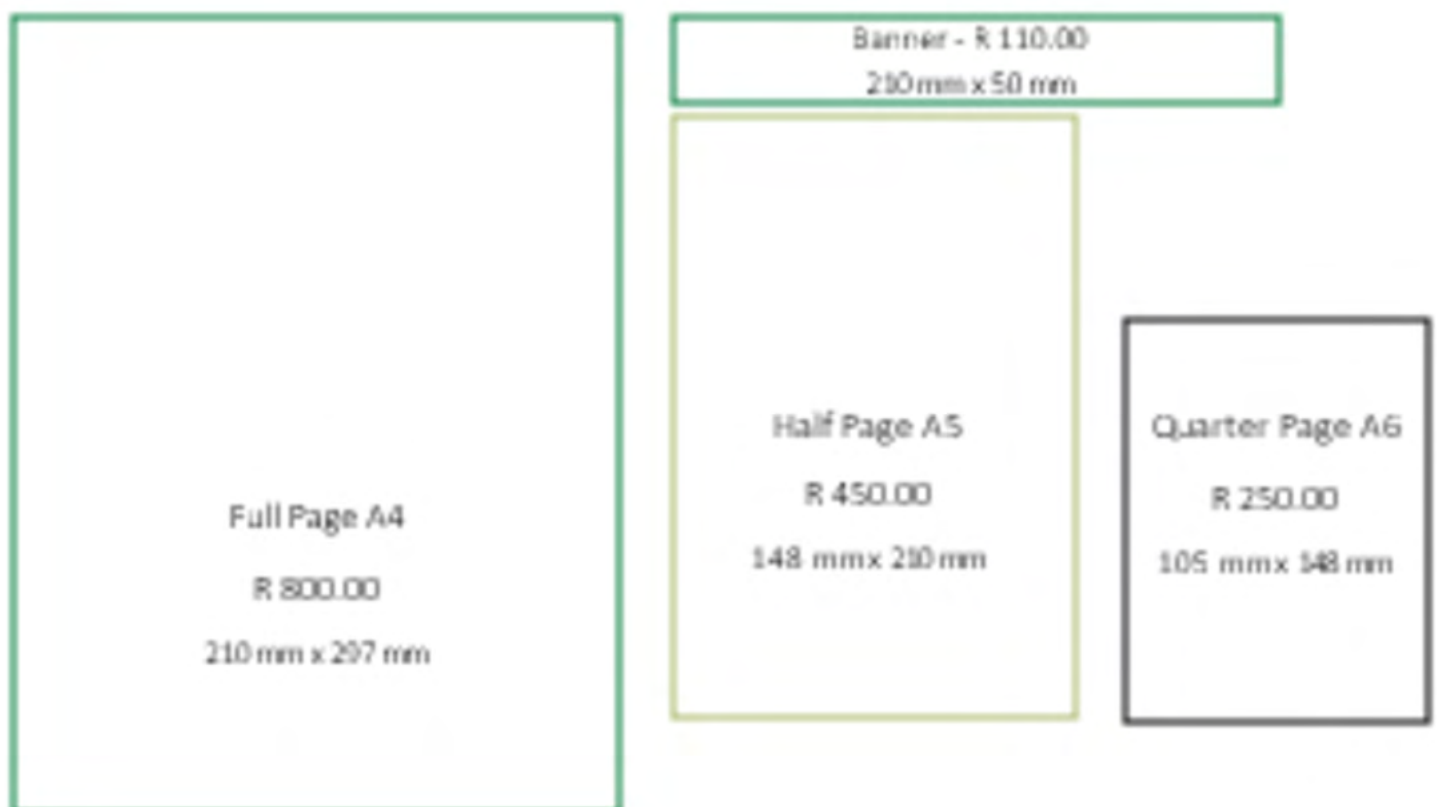 Banner - R 110.00
210 mm x 50 mm
Full Page A4
R 800.00
210 mm x 297 mm
Half Page A5
R 450.00
148 mm x 210 mm
Quarter Page A6
R 250.00
105 mm x 148 mm